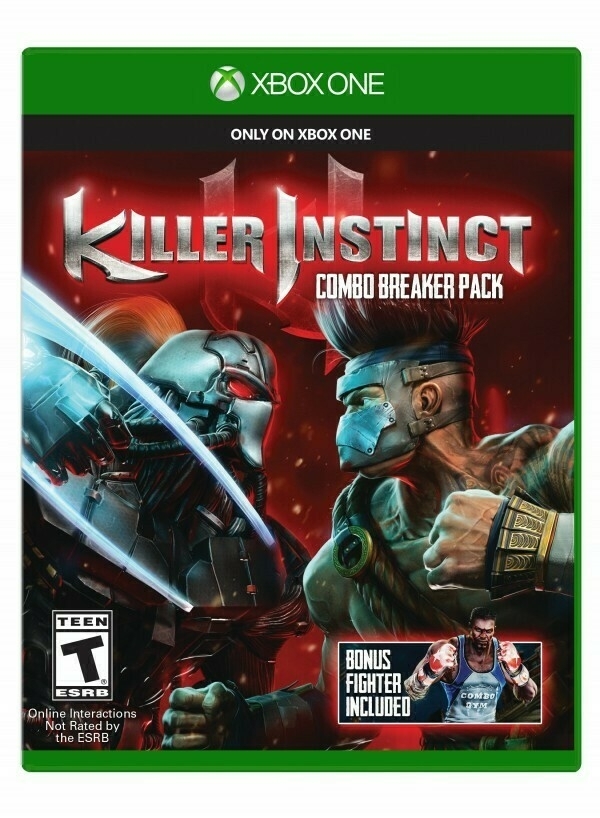 XBOX ONE
ONLY ON XBOX ONE
KILLER INSTINCT
COMBO BREAKER PACK
TEEN
T
ESRB
Online Interactions
Not Rated by
the ESRB
BONUS
FIGHTER
INCLUDED
COMBO
GYM